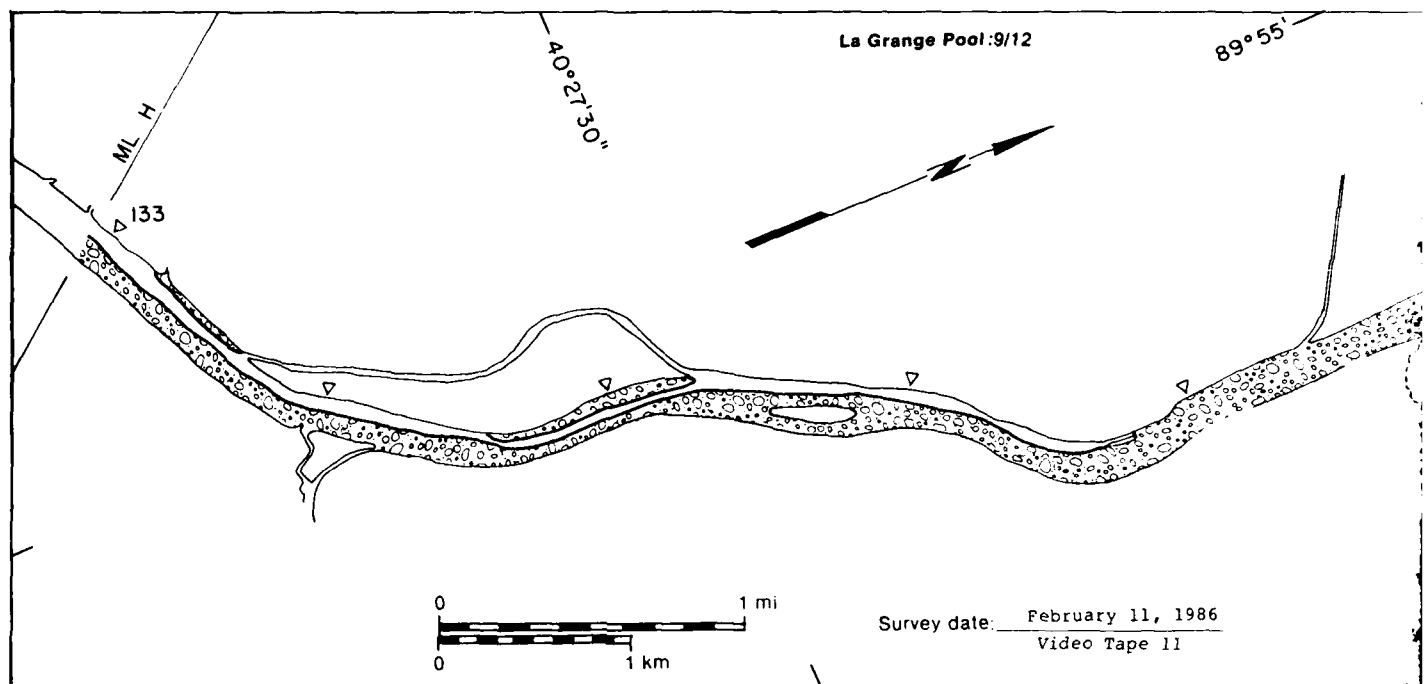 La Grange Pool:9/12
89°55'
40°27'30"
ML H
N
133
0 1 mi
0 1 km
Survey date: February 11, 1986
Video Tape 11